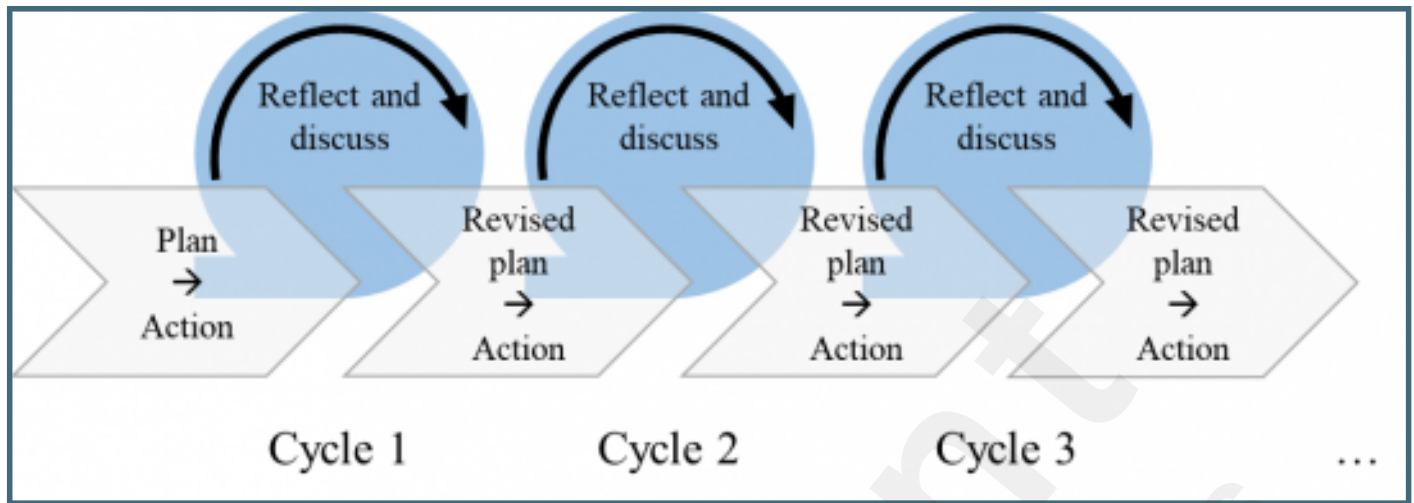 Reflect and
discuss
Reflect and
discuss
Reflect and
discuss
Plan
→
Action
Revised
plan
→
Action
Revised
plan
→
Action
Revised
plan
→
Action
Cycle 1
Cycle 2
Cycle 3
...